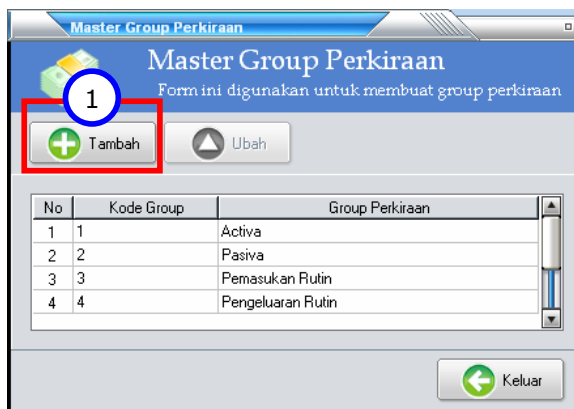 Master Group Perkiraan
Master Group Perkiraan
Form ini digunakan untuk membuat group perkiraan
1
Tambah Ubah
No Kode Group Group Perkiraan
1 1 Activa
2 2 Pasiva
3 3 Pemasukan Rutin
4 4 Pengeluaran Rutin
Keluar